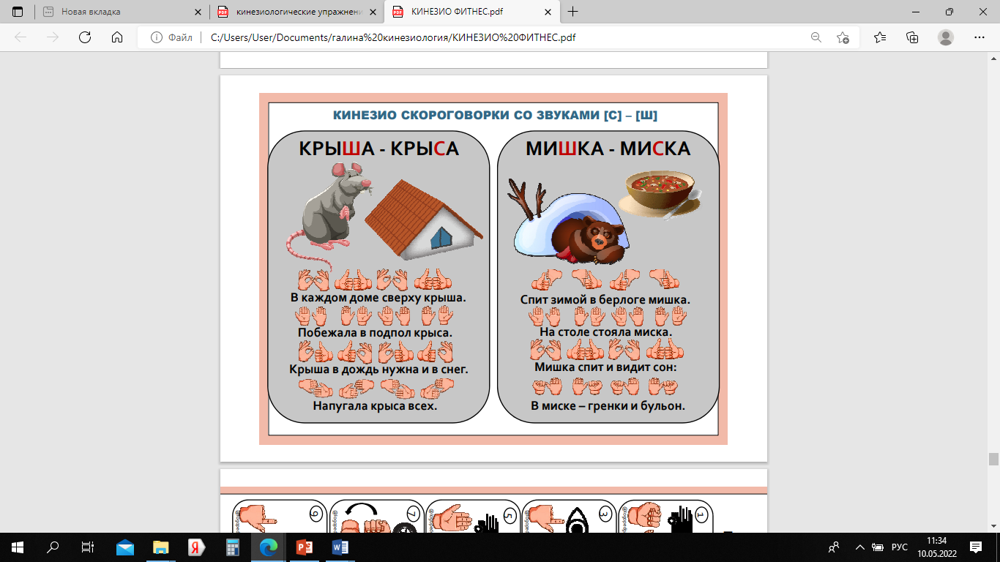 Новая вкладка
кинезиологические упражнени
КИНЕЗИО ФИТНЕС.pdf
Файл
C:/Users/User/Documents/галина%20кинезиология/КИНЕЗИО%20ФИТНЕС.pdf
КИНЕЗИО СКОРОГОВОРКИ СО ЗВУКАМИ [С] – [Ш]
КРЫША - КРЫСА
В каждом доме сверху крыша.
Побежала в подпол крыса.
Крыша в дождь нужна и в снег.
Напугала крыса всех.
МИШКА - МИСКА
Спит зимой в берлоге мишка.
На столе стояла миска.
Мишка спит и видит сон:
В миске – гренки и бульон.
9
7
5
3
1
РУС
11:34
10.05.2022